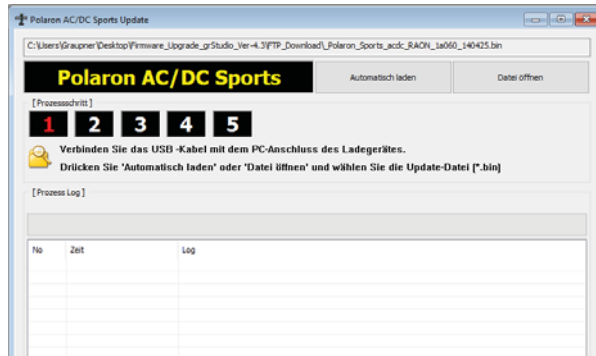 Polaron AC/DC Sports Update
C:\Users\Graupner\Desktop\Firmware_Upgrade_grStudio_Ver-4.3\FTP_Download\_Polaron_Sports_acdc_RAON_1a060_140425.bin
Polaron AC/DC Sports
Automatisch laden
Datei öffnen
[ Prozessschritt ]
1 2 3 4 5
Verbinden Sie das USB -Kabel mit dem PC-Anschluss des Ladegerätes.
Drücken Sie 'Automatisch laden' oder 'Datei öffnen' und wählen Sie die Update-Datei (*.bin)
[ Prozess Log ]
No Zeit Log